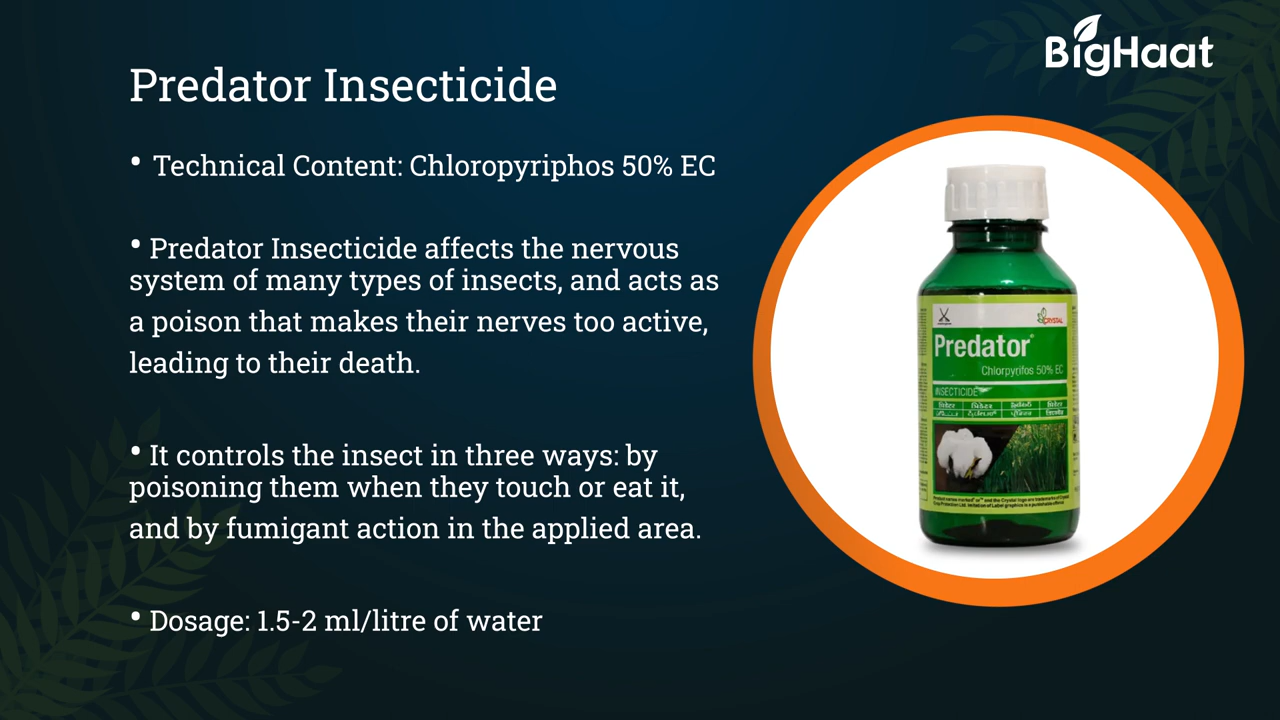 BigHaat
Predator Insecticide
• Technical Content: Chloropyriphos 50% EC
• Predator Insecticide affects the nervous
system of many types of insects, and acts as
a poison that makes their nerves too active,
leading to their death.
• It controls the insect in three ways: by
poisoning them when they touch or eat it,
and by fumigant action in the applied area.
• Dosage: 1.5-2 ml/litre of water
CRYSTAL
Predator
Chlorpyrifos 50% EC
INSECTICIDE